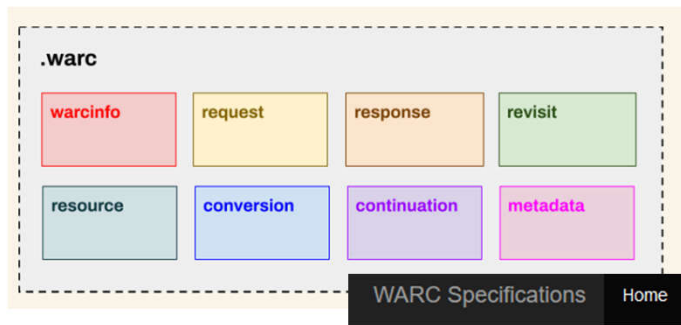 .warc
warcinfo request response revisit
resource conversion continuation metadata
WARC Specifications Home